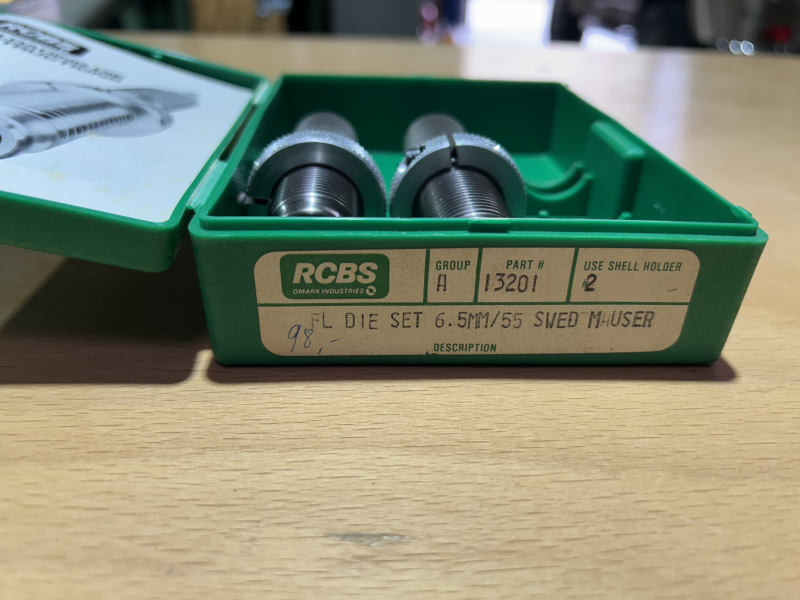 RCBS
OMARK INDUSTRIES
GROUP
A
PART #
13201
USE SHELL HOLDER
#2
FL DIE SET 6.5MM/55 SWED MAUSER
98,-
DESCRIPTION